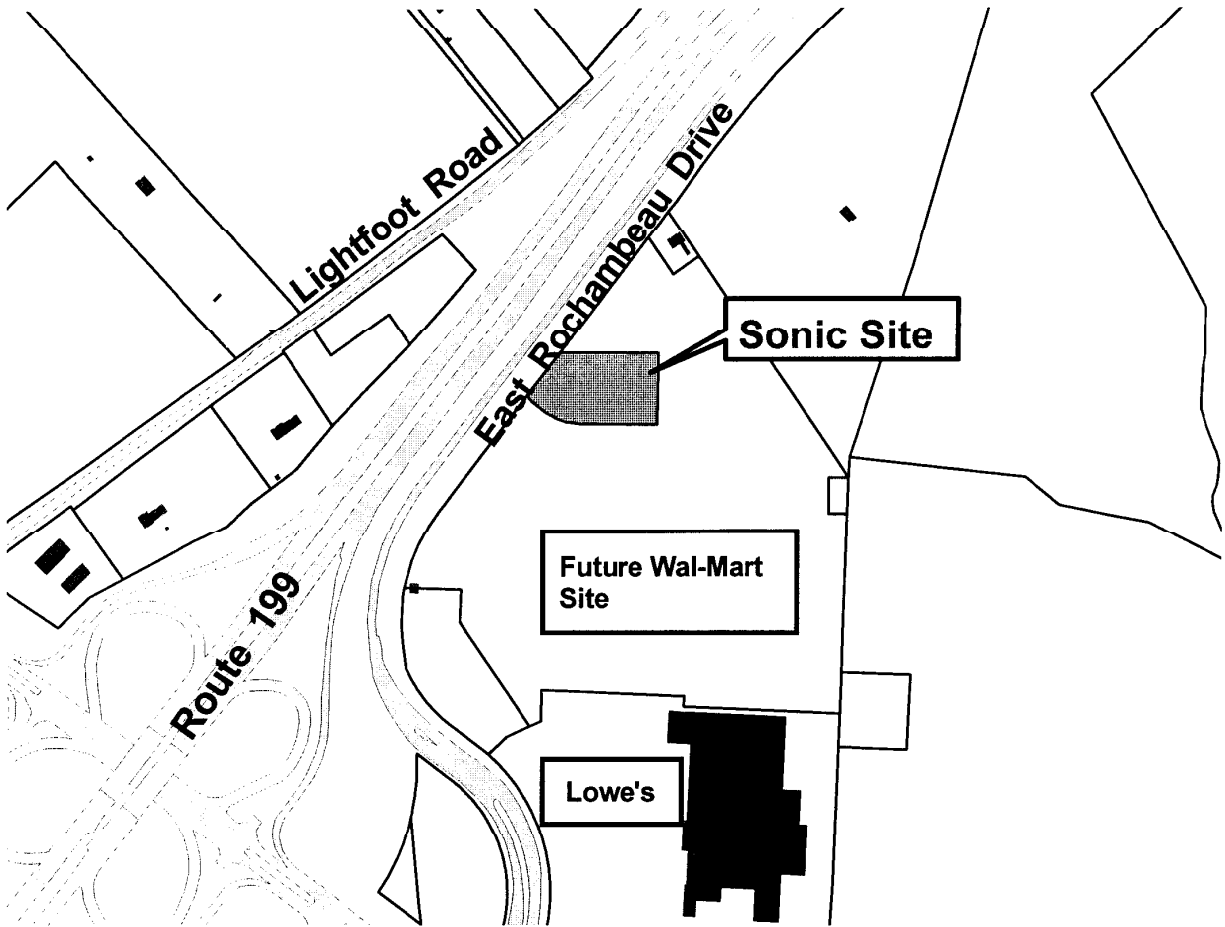 Lightfoot Road
East Rochambeau Drive
Sonic Site
Future Wal-Mart
Site
Route 199
Lowe's